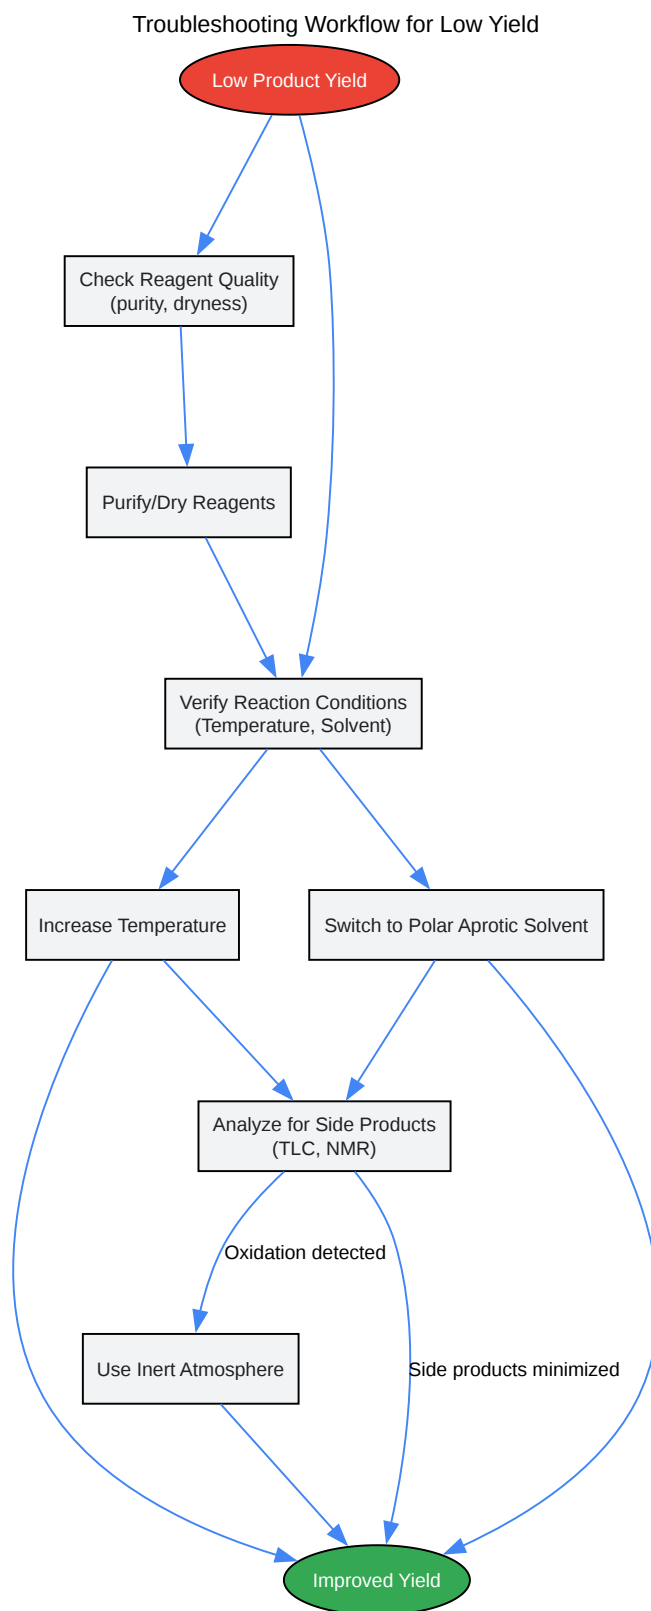 Troubleshooting Workflow for Low Yield
Low Product Yield
Check Reagent Quality
(purity, dryness)
Purify/Dry Reagents
Verify Reaction Conditions
(Temperature, Solvent)
Increase Temperature
Switch to Polar Aprotic Solvent
Analyze for Side Products
(TLC, NMR)
Oxidation detected
Use Inert Atmosphere
Side products minimized
Improved Yield